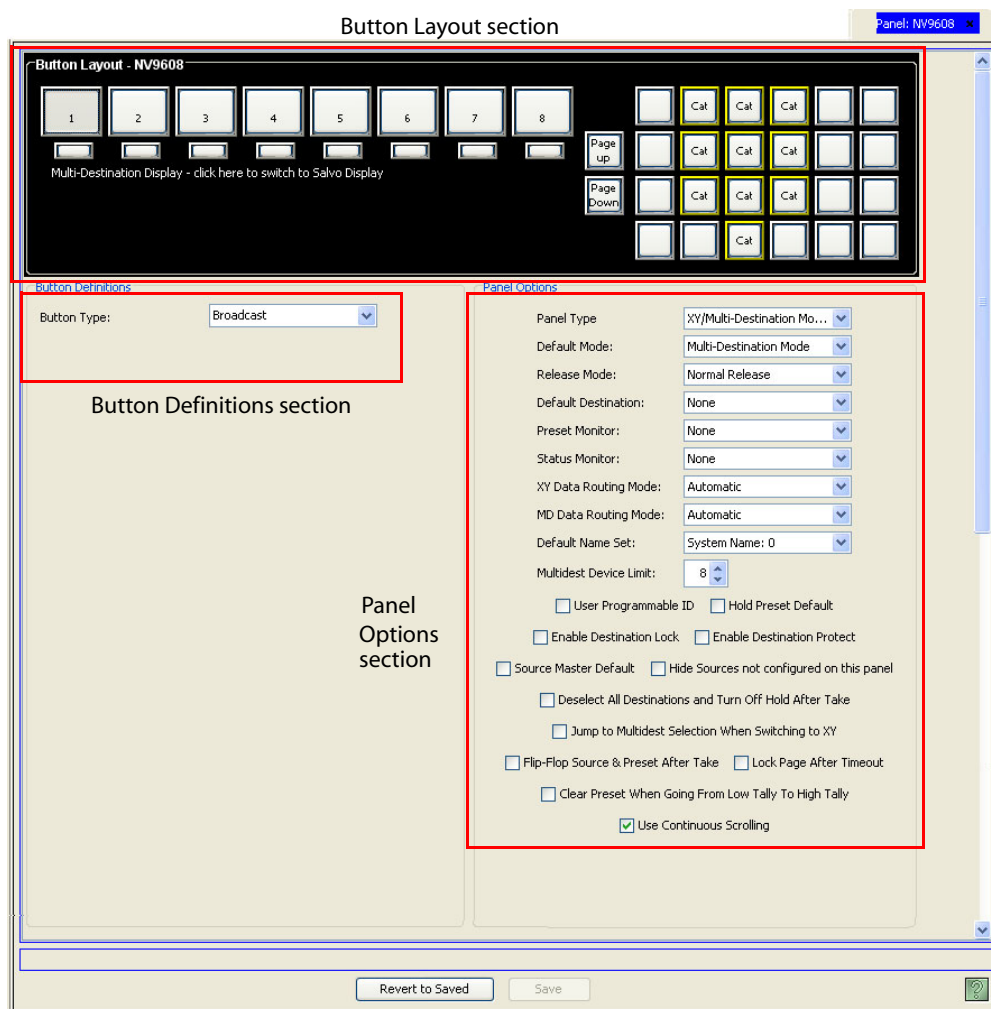 Button Layout section
Panel: NV9608
Button Layout - NV9608
1 2 3 4 5 6 7 8
Cat Cat Cat
Page up
Cat Cat Cat
Multi-Destination Display - click here to switch to Salvo Display
Page Down
Cat Cat Cat
Cat
Button Definitions
Button Type: Broadcast
Button Definitions section
Panel Options
Panel Type XY/Multi-Destination Mo...
Default Mode: Multi-Destination Mode
Release Mode: Normal Release
Default Destination: None
Preset Monitor: None
Status Monitor: None
XY Data Routing Mode: Automatic
MD Data Routing Mode: Automatic
Default Name Set: System Name: 0
Multidest Device Limit: 8
User Programmable ID Hold Preset Default
Enable Destination Lock Enable Destination Protect
Source Master Default Hide Sources not configured on this panel
Deselect All Destinations and Turn Off Hold After Take
Jump to Multidest Selection When Switching to XY
Flip-Flop Source & Preset After Take Lock Page After Timeout
Clear Preset When Going From Low Tally To High Tally
Use Continuous Scrolling
Panel
Options
section
Revert to Saved Save
?